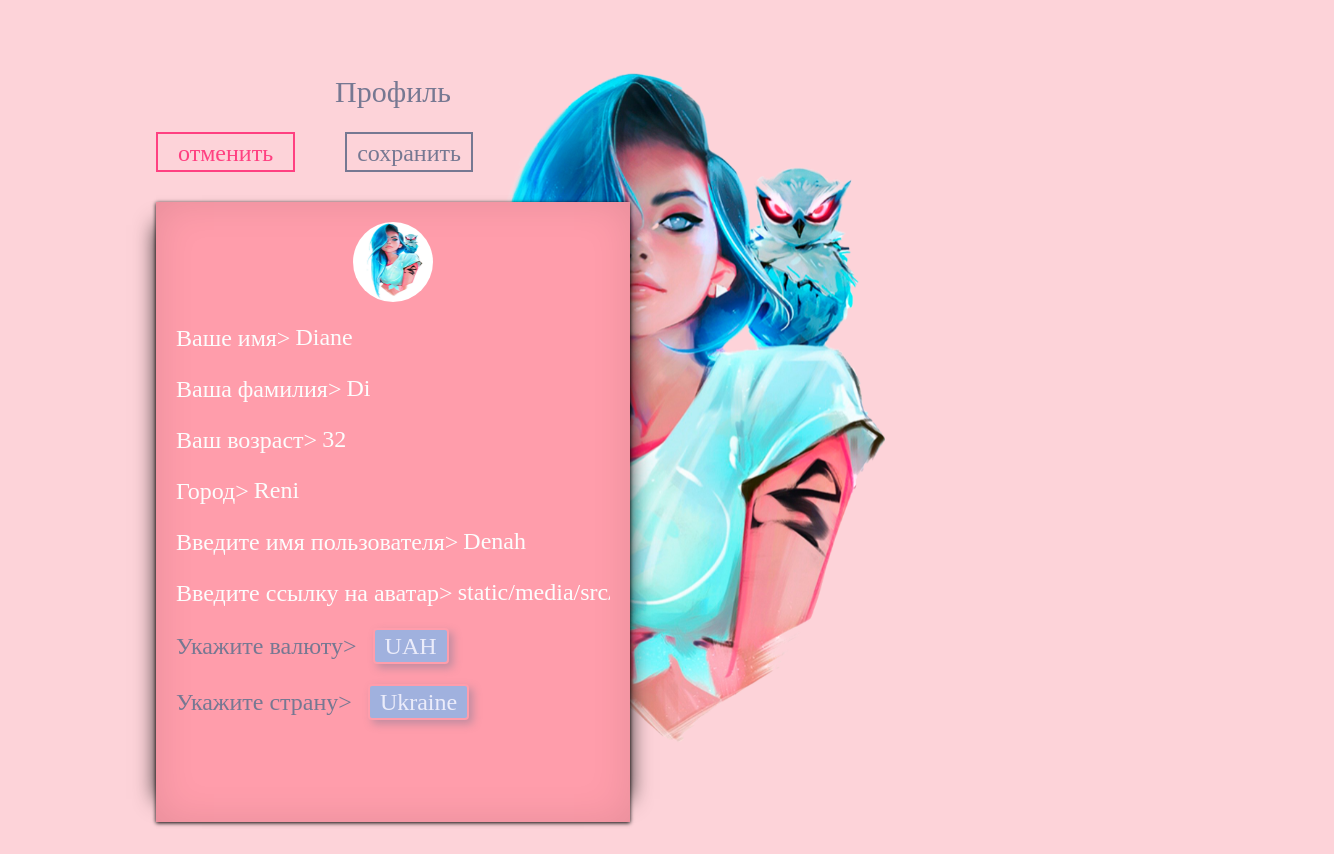 Профиль
отменить сохранить
Ваше имя> Diane
Ваша фамилия> Di
Ваш возраст> 32
Город> Reni
Введите имя пользователя> Denah
Введите ссылку на аватар> static/media/src.
Укажите валюту> UAH
Укажите страну> Ukraine